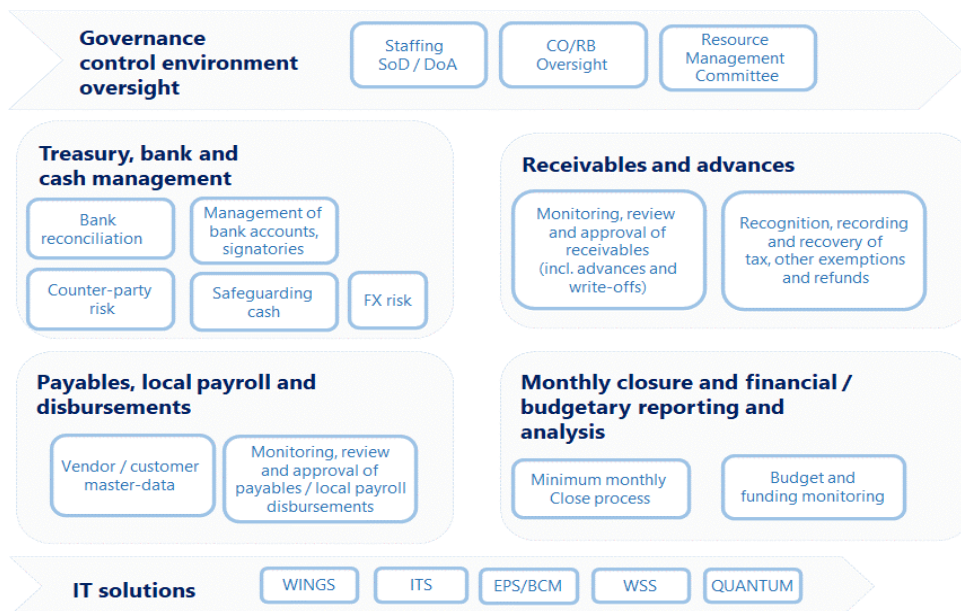 Governance
control environment
oversight
Staffing
SoD / DoA
CO/RB
Oversight
Resource
Management
Committee
Treasury, bank and
cash management
Bank
reconciliation
Management of
bank accounts,
signatories
Counter-party
risk
Safeguarding
cash
FX risk
Receivables and advances
Monitoring, review
and approval of
receivables
(incl. advances and
write-offs)
Recognition, recording
and recovery of
tax, other exemptions
and refunds
Payables, local payroll and
disbursements
Vendor / customer
master-data
Monitoring, review
and approval of
payables / local payroll
disbursements
Monthly closure and financial /
budgetary reporting and
analysis
Minimum monthly
Close process
Budget and
funding monitoring
IT solutions
WINGS
ITS
EPS/BCM
WSS
QUANTUM